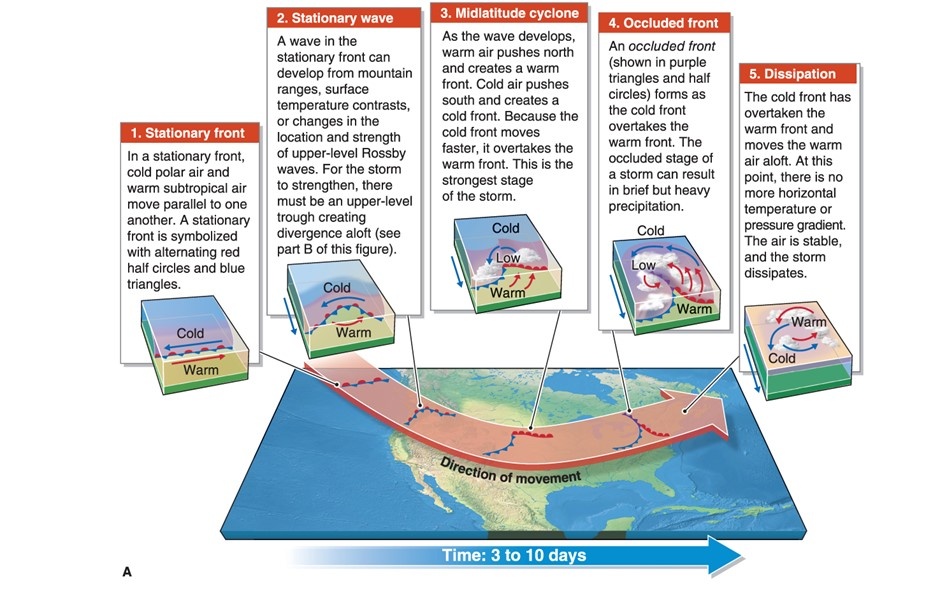 1. Stationary front
In a stationary front,
cold polar air and
warm subtropical air
move parallel to one
another. A stationary
front is symbolized
with alternating red
half circles and blue
triangles.
Cold
Warm
2. Stationary wave
A wave in the
stationary front can
develop from mountain
ranges, surface
temperature contrasts,
or changes in the
location and strength
of upper-level Rossby
waves. For the storm
to strengthen, there
must be an upper-level
trough creating
divergence aloft (see
part B of this figure).
Cold
Warm
3. Midlatitude cyclone
As the wave develops,
warm air pushes north
and creates a warm
front. Cold air pushes
south and creates a
cold front. Because the
cold front moves
faster, it overtakes the
warm front. This is the
strongest stage
of the storm.
Cold
Low
Warm
4. Occluded front
An occluded front
(shown in purple
triangles and half
circles) forms as
the cold front
overtakes the
warm front. The
occluded stage of
a storm can result
in brief but heavy
precipitation.
Cold
Low
Warm
5. Dissipation
The cold front has
overtaken the
warm front and
moves the warm
air aloft. At this
point, there is no
more horizontal
temperature or
pressure gradient.
The air is stable,
and the storm
dissipates.
Warm
Cold
Direction of movement
Time: 3 to 10 days
A